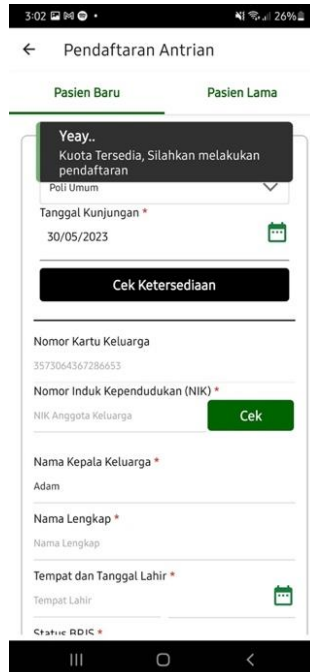 3:02
26%
Pendaftaran Antrian
Pasien Baru
Pasien Lama
Yeay..
Kuota Tersedia, Silahkan melakukan
pendaftaran
Poli Umum
Tanggal Kunjungan *
30/05/2023
Cek Ketersediaan
Nomor Kartu Keluarga
3573064367286653
Nomor Induk Kependudukan (NIK) *
NIK Anggota Keluarga
Cek
Nama Kepala Keluarga *
Adam
Nama Lengkap *
Nama Lengkap
Tempat dan Tanggal Lahir *
Tempat Lahir
Status BPJS *